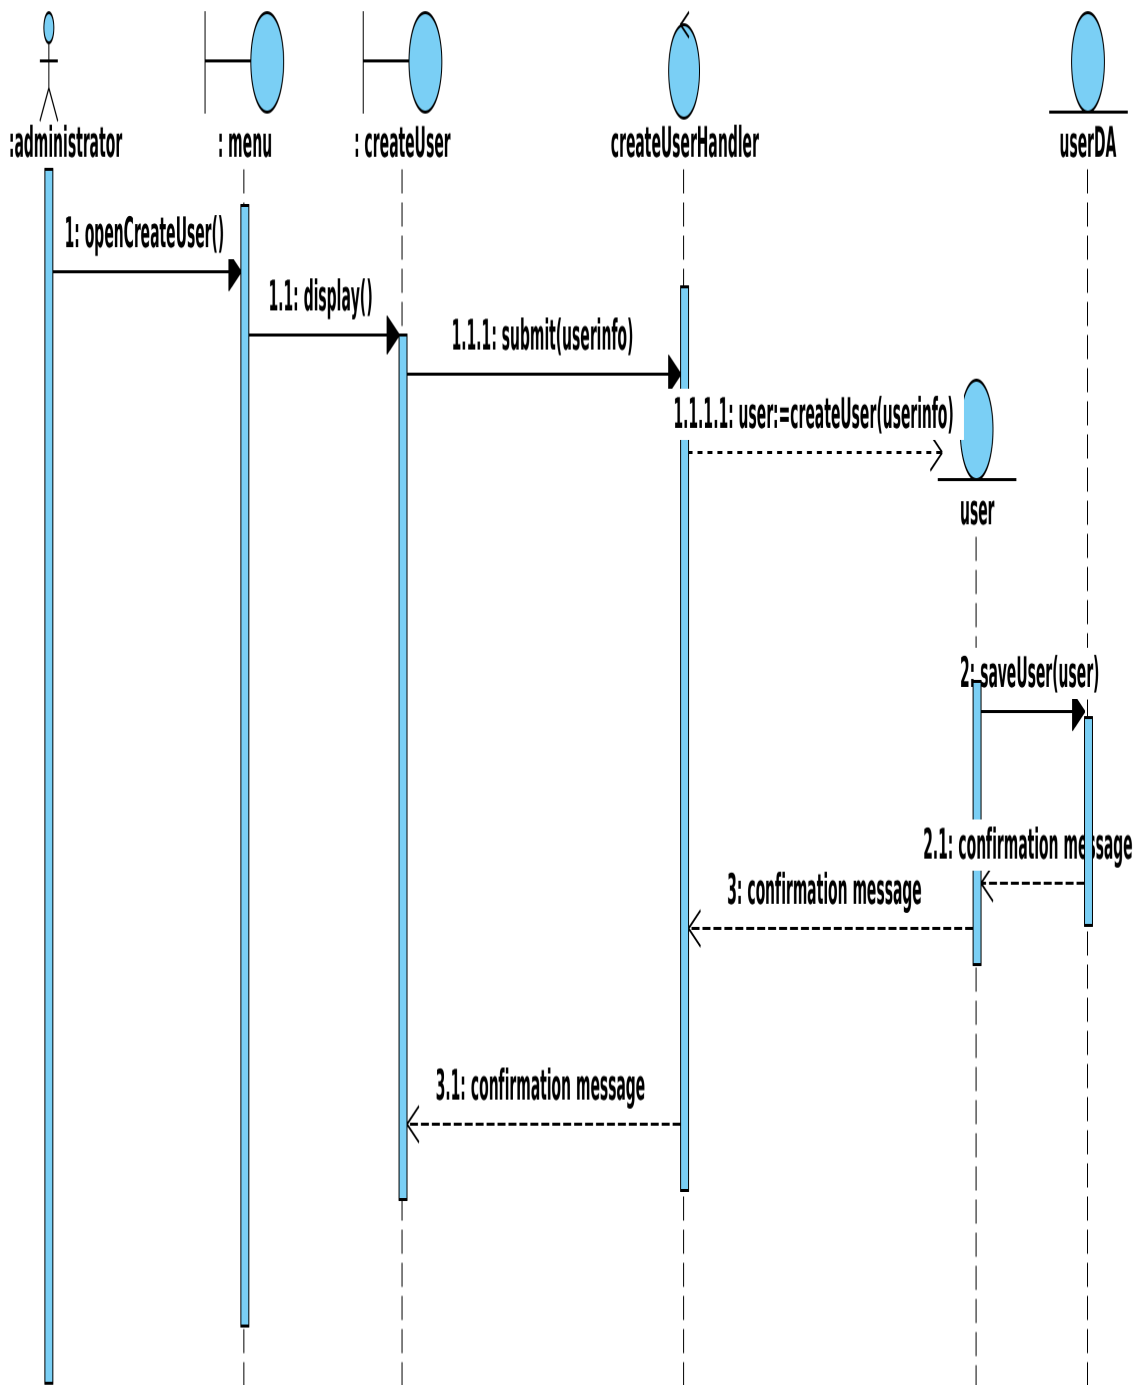 :administrator
: menu
: createUser
createUserHandler
userDA
1: openCreateUser()
1.1: display()
1.1.1: submit(userinfo)
1.1.1.1: user:=createUser(userinfo)
user
2: saveUser(user)
2.1: confirmation message
3: confirmation message
3.1: confirmation message